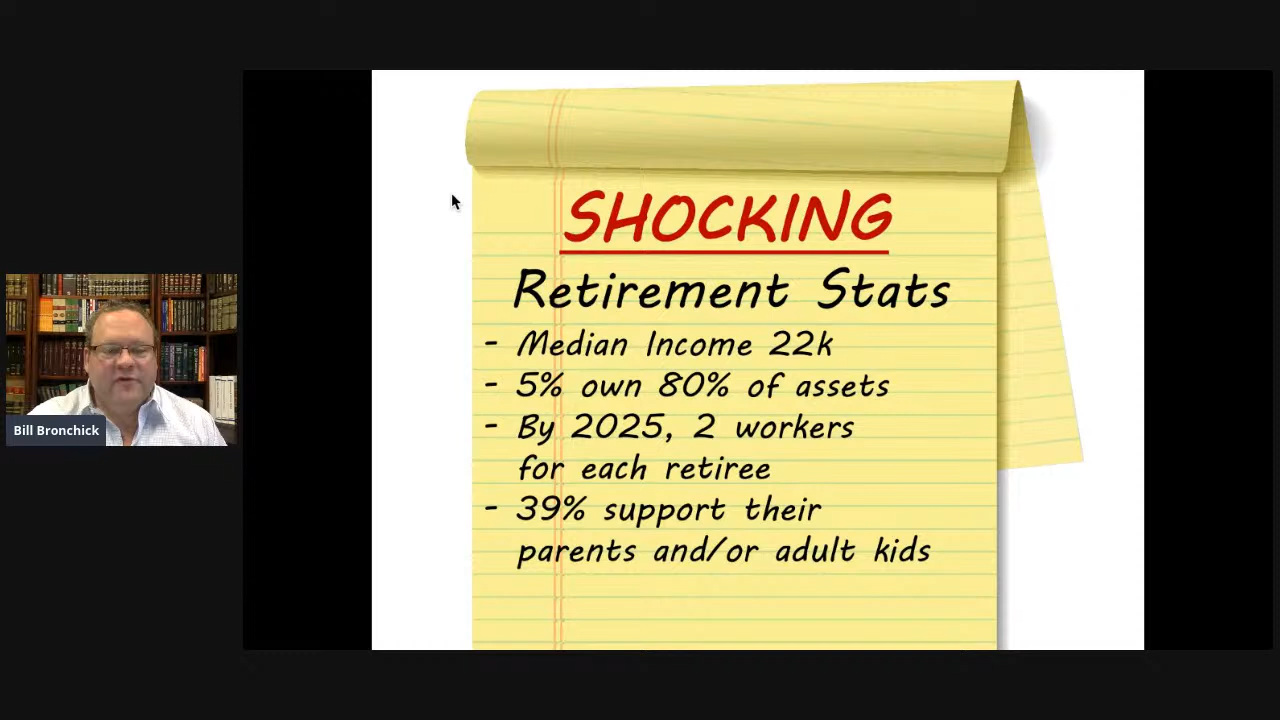 SHOCKING
Retirement Stats
- Median Income 22k
- 5% own 80% of assets
- By 2025, 2 workers
for each retiree
- 39% support their
parents and/or adult kids
Bill Bronchick